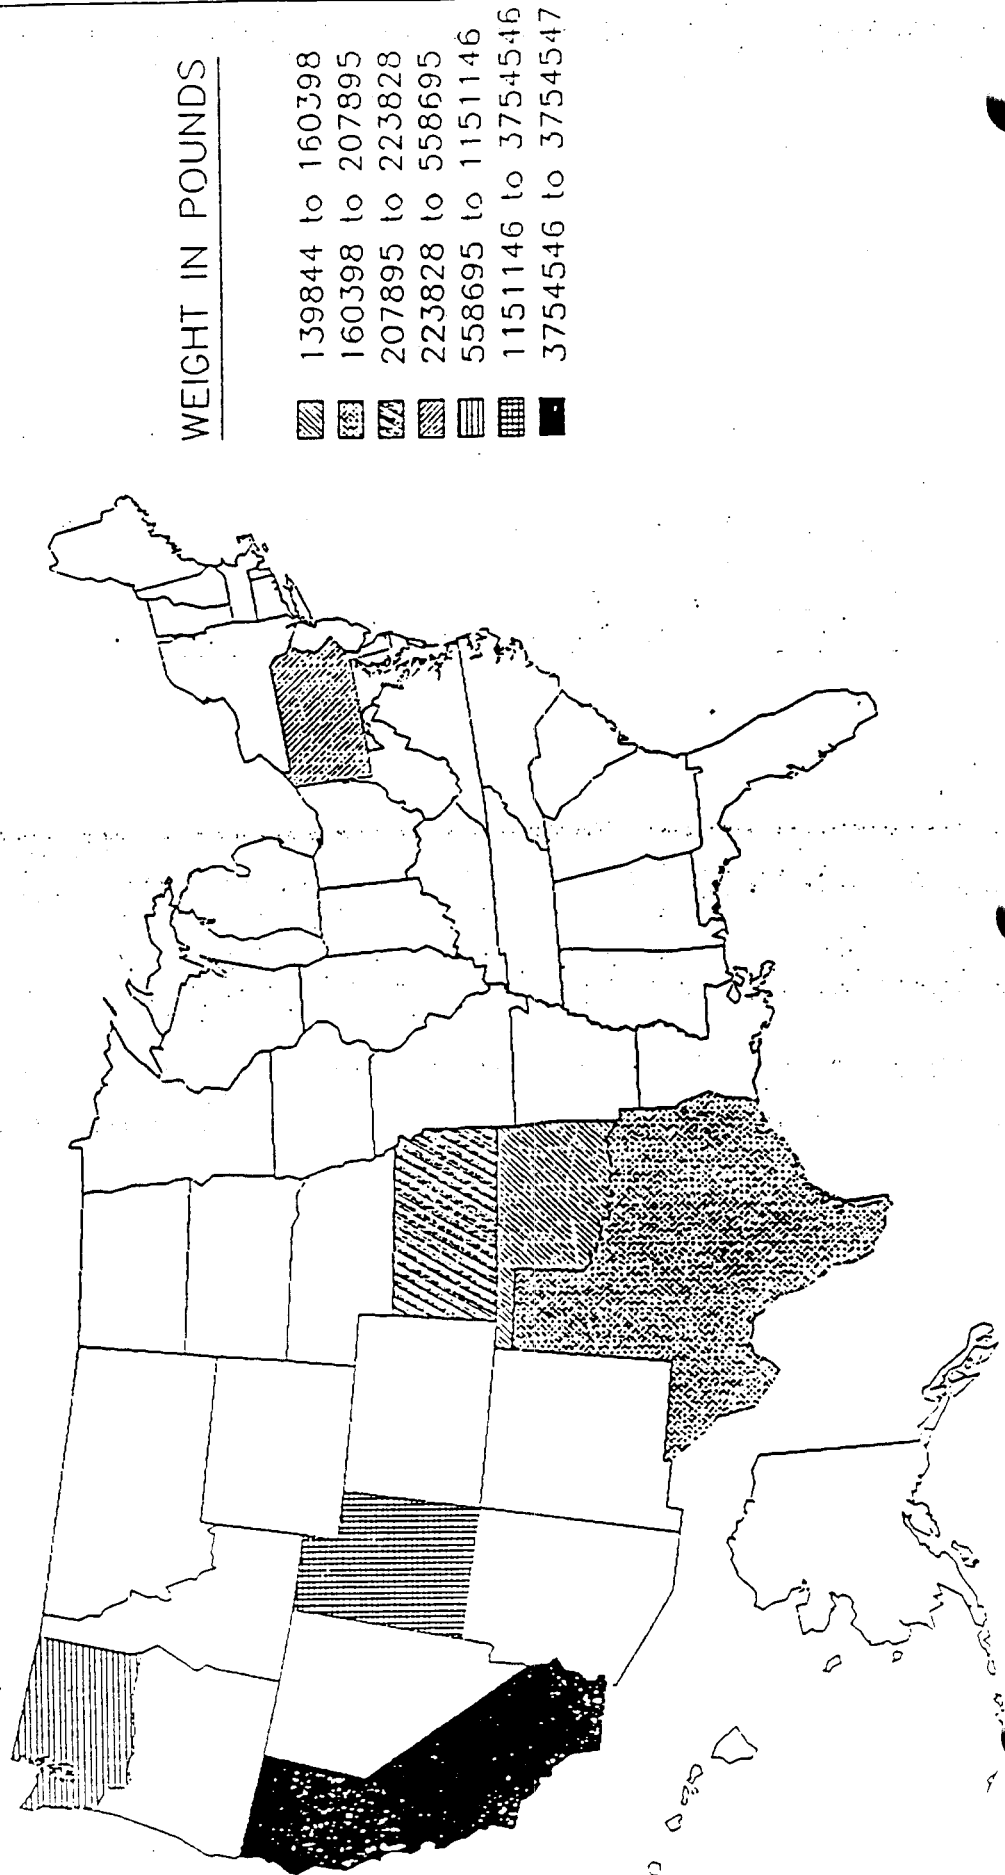 WEIGHT IN POUNDS
139844 to 160398
160398 to 207895
207895 to 223828
223828 to 558695
558695 to 1151146
1151146 to 3754546
3754546 to 3754547